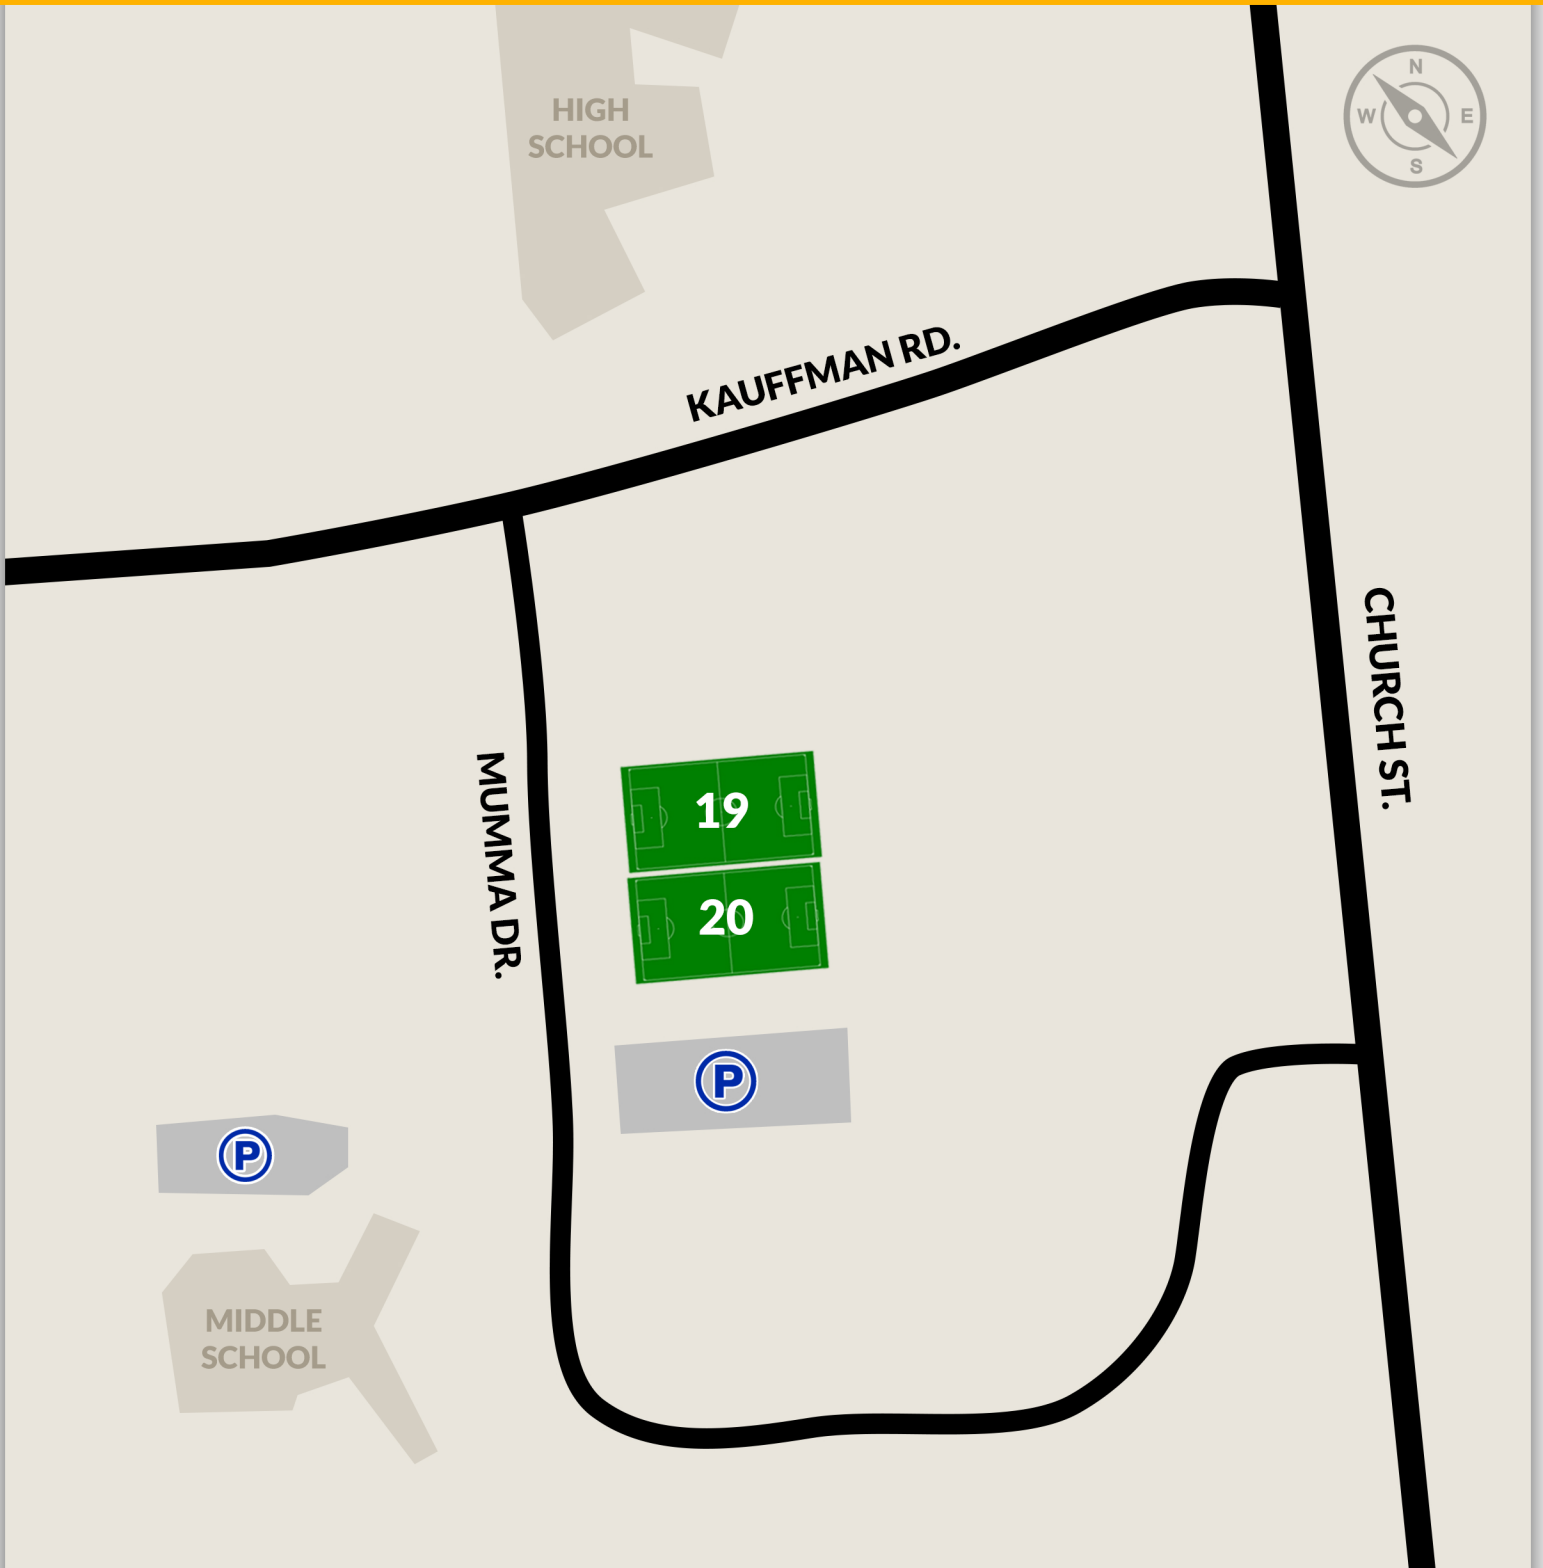 HIGH
SCHOOL
N
W
E
S
KAUFFMAN RD.
CHURCH ST.
MUMMA DR.
19
20
P
P
MIDDLE
SCHOOL